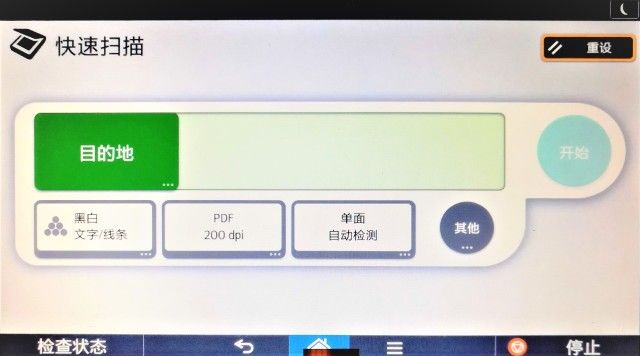 快速扫描
重设
目的地
开始
黑白
文字/线条
PDF
200 dpi
单面
自动检测
其他
检查状态
停止